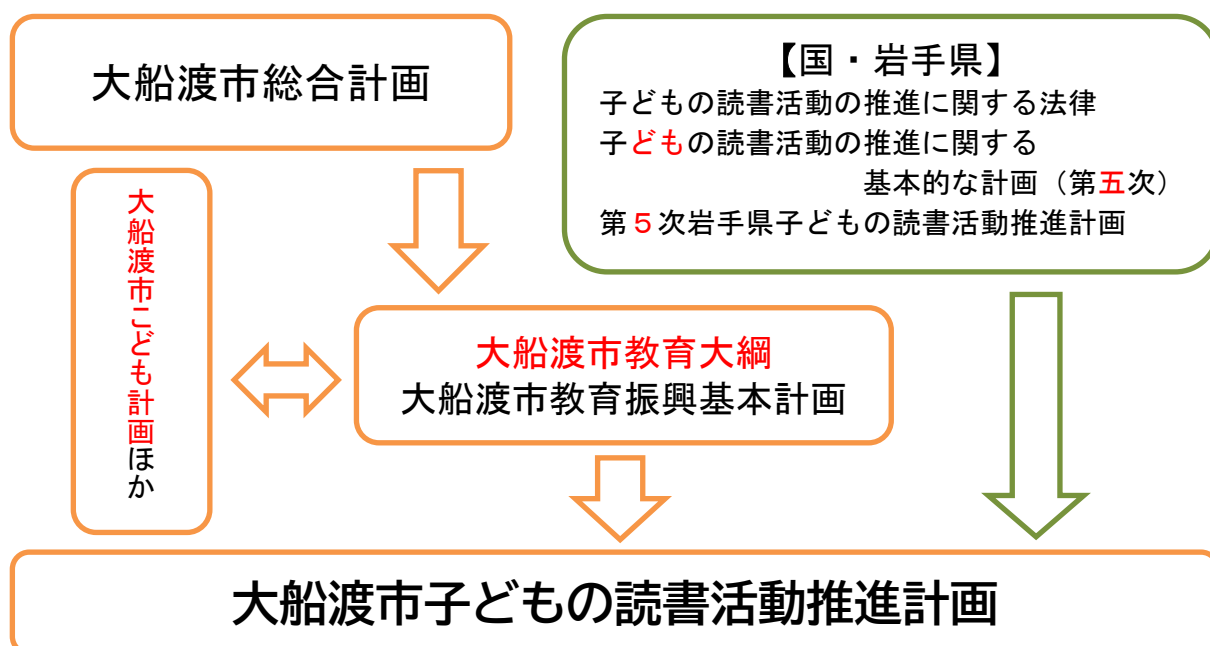 大船渡市総合計画
【国・岩手県】
子どもの読書活動の推進に関する法律
子どもの読書活動の推進に関する
基本的な計画（第五次）
第５次岩手県子どもの読書活動推進計画
大船渡市こども計画ほか
大船渡市教育大綱
大船渡市教育振興基本計画
大船渡市子どもの読書活動推進計画